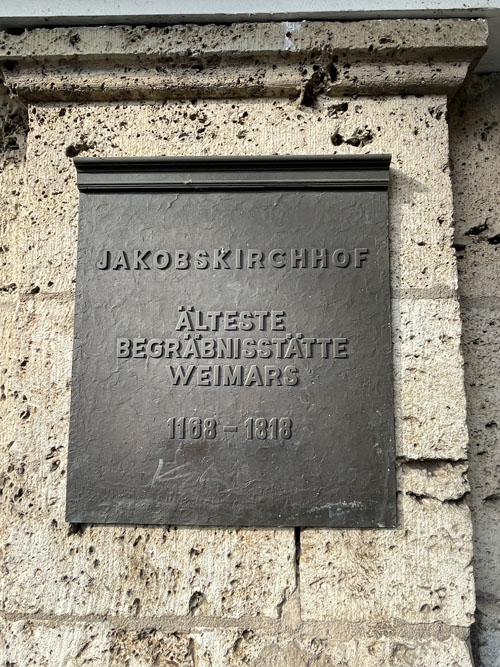 JAKOBSKIRCHHOF
ÄLTESTE
BEGRÄBNISSTÄTTE
WEIMARS
1168 - 1818